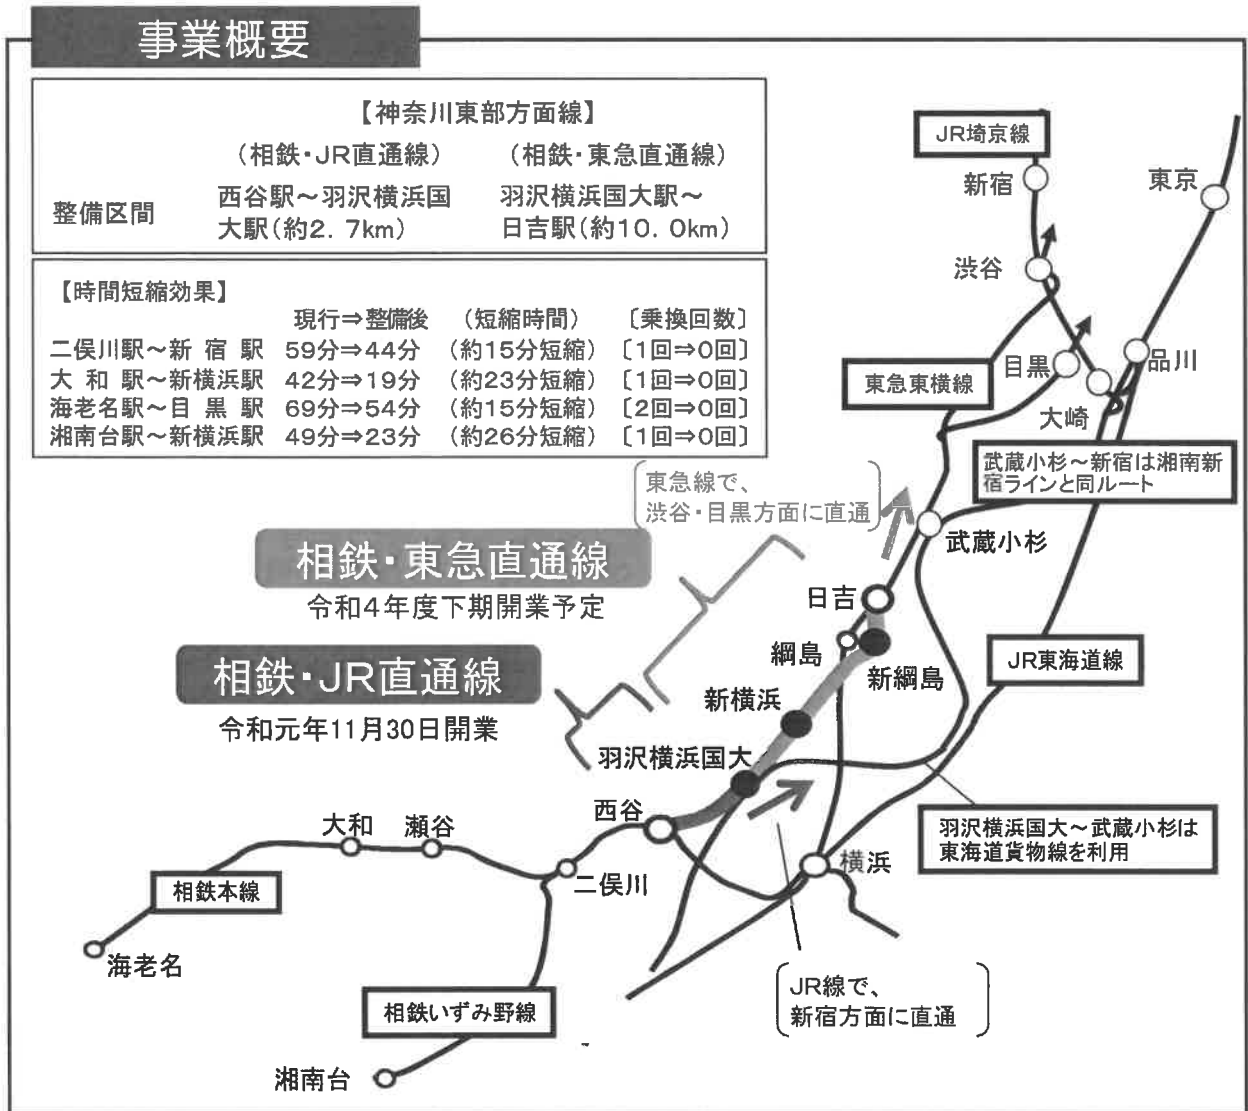 事業概要
【神奈川東部方面線】
(相鉄・JR直通線) (相鉄・東急直通線)
整備区間
西谷駅～羽沢横浜国
大駅(約2.7km)
羽沢横浜国大駅～
日吉駅(約10.0km)
【時間短縮効果】
現行⇒整備後 (短縮時間) 〔乗換回数〕
二俣川駅～新宿駅 59分⇒44分 (約15分短縮) 〔1回⇒0回〕
大和駅～新横浜駅 42分⇒19分 (約23分短縮) 〔1回⇒0回〕
海老名駅～目黒駅 69分⇒54分 (約15分短縮) 〔2回⇒0回〕
湘南台駅～新横浜駅 49分⇒23分 (約26分短縮) 〔1回⇒0回〕
JR埼京線
新宿
東京
渋谷
東急東横線
目黒
品川
大崎
武蔵小杉～新宿は湘南新
宿ラインと同ルート
東急線で、
渋谷・目黒方面に直通
武蔵小杉
相鉄・東急直通線
令和4年度下期開業予定
日吉
綱島
新綱島
JR東海道線
相鉄・JR直通線
令和元年11月30日開業
新横浜
羽沢横浜国大
西谷
大和
瀬谷
二俣川
横浜
羽沢横浜国大～武蔵小杉は
東海道貨物線を利用
相鉄本線
海老名
相鉄いずみ野線
湘南台
JR線で、
新宿方面に直通